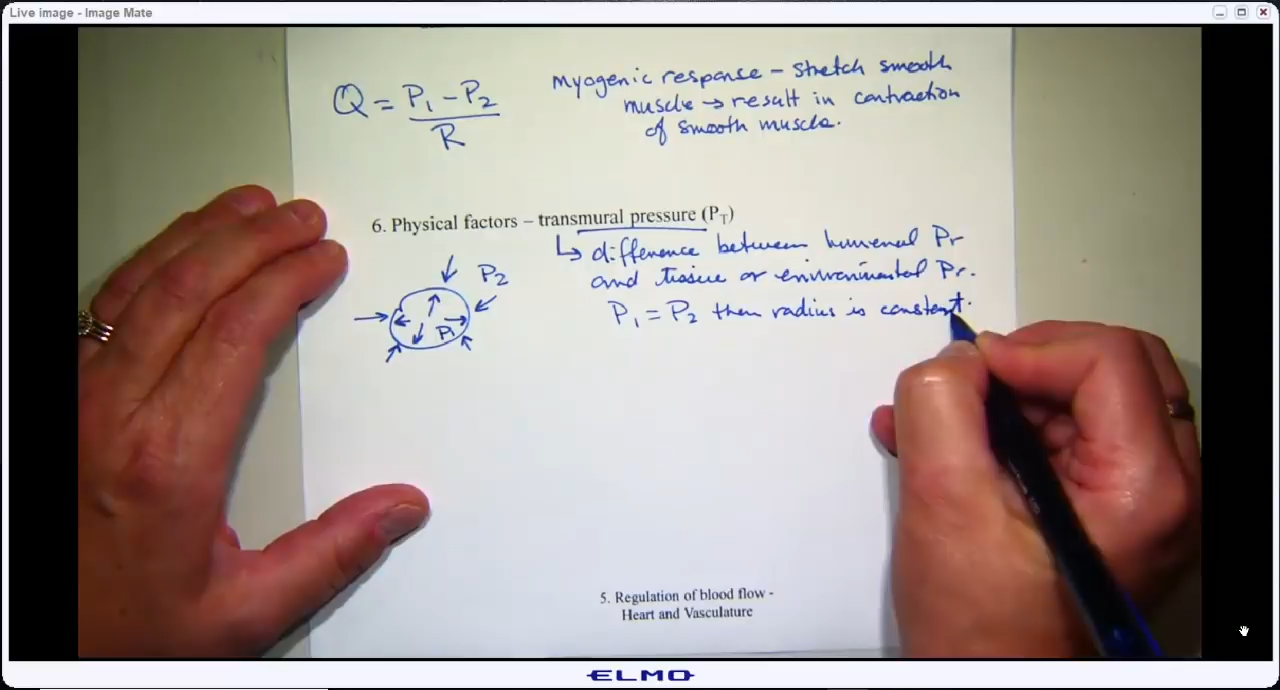 Live image - Image Mate
Q = P1 - P2 / R
myogenic response - stretch smooth
muscle → result in contraction
of smooth muscle.
6. Physical factors – transmural pressure (PT)
↳ difference between lumenal Pr
and tissue or environmental Pr.
P1 = P2 then radius is constant.
P2
P1
5. Regulation of blood flow -
Heart and Vasculature
ELMO